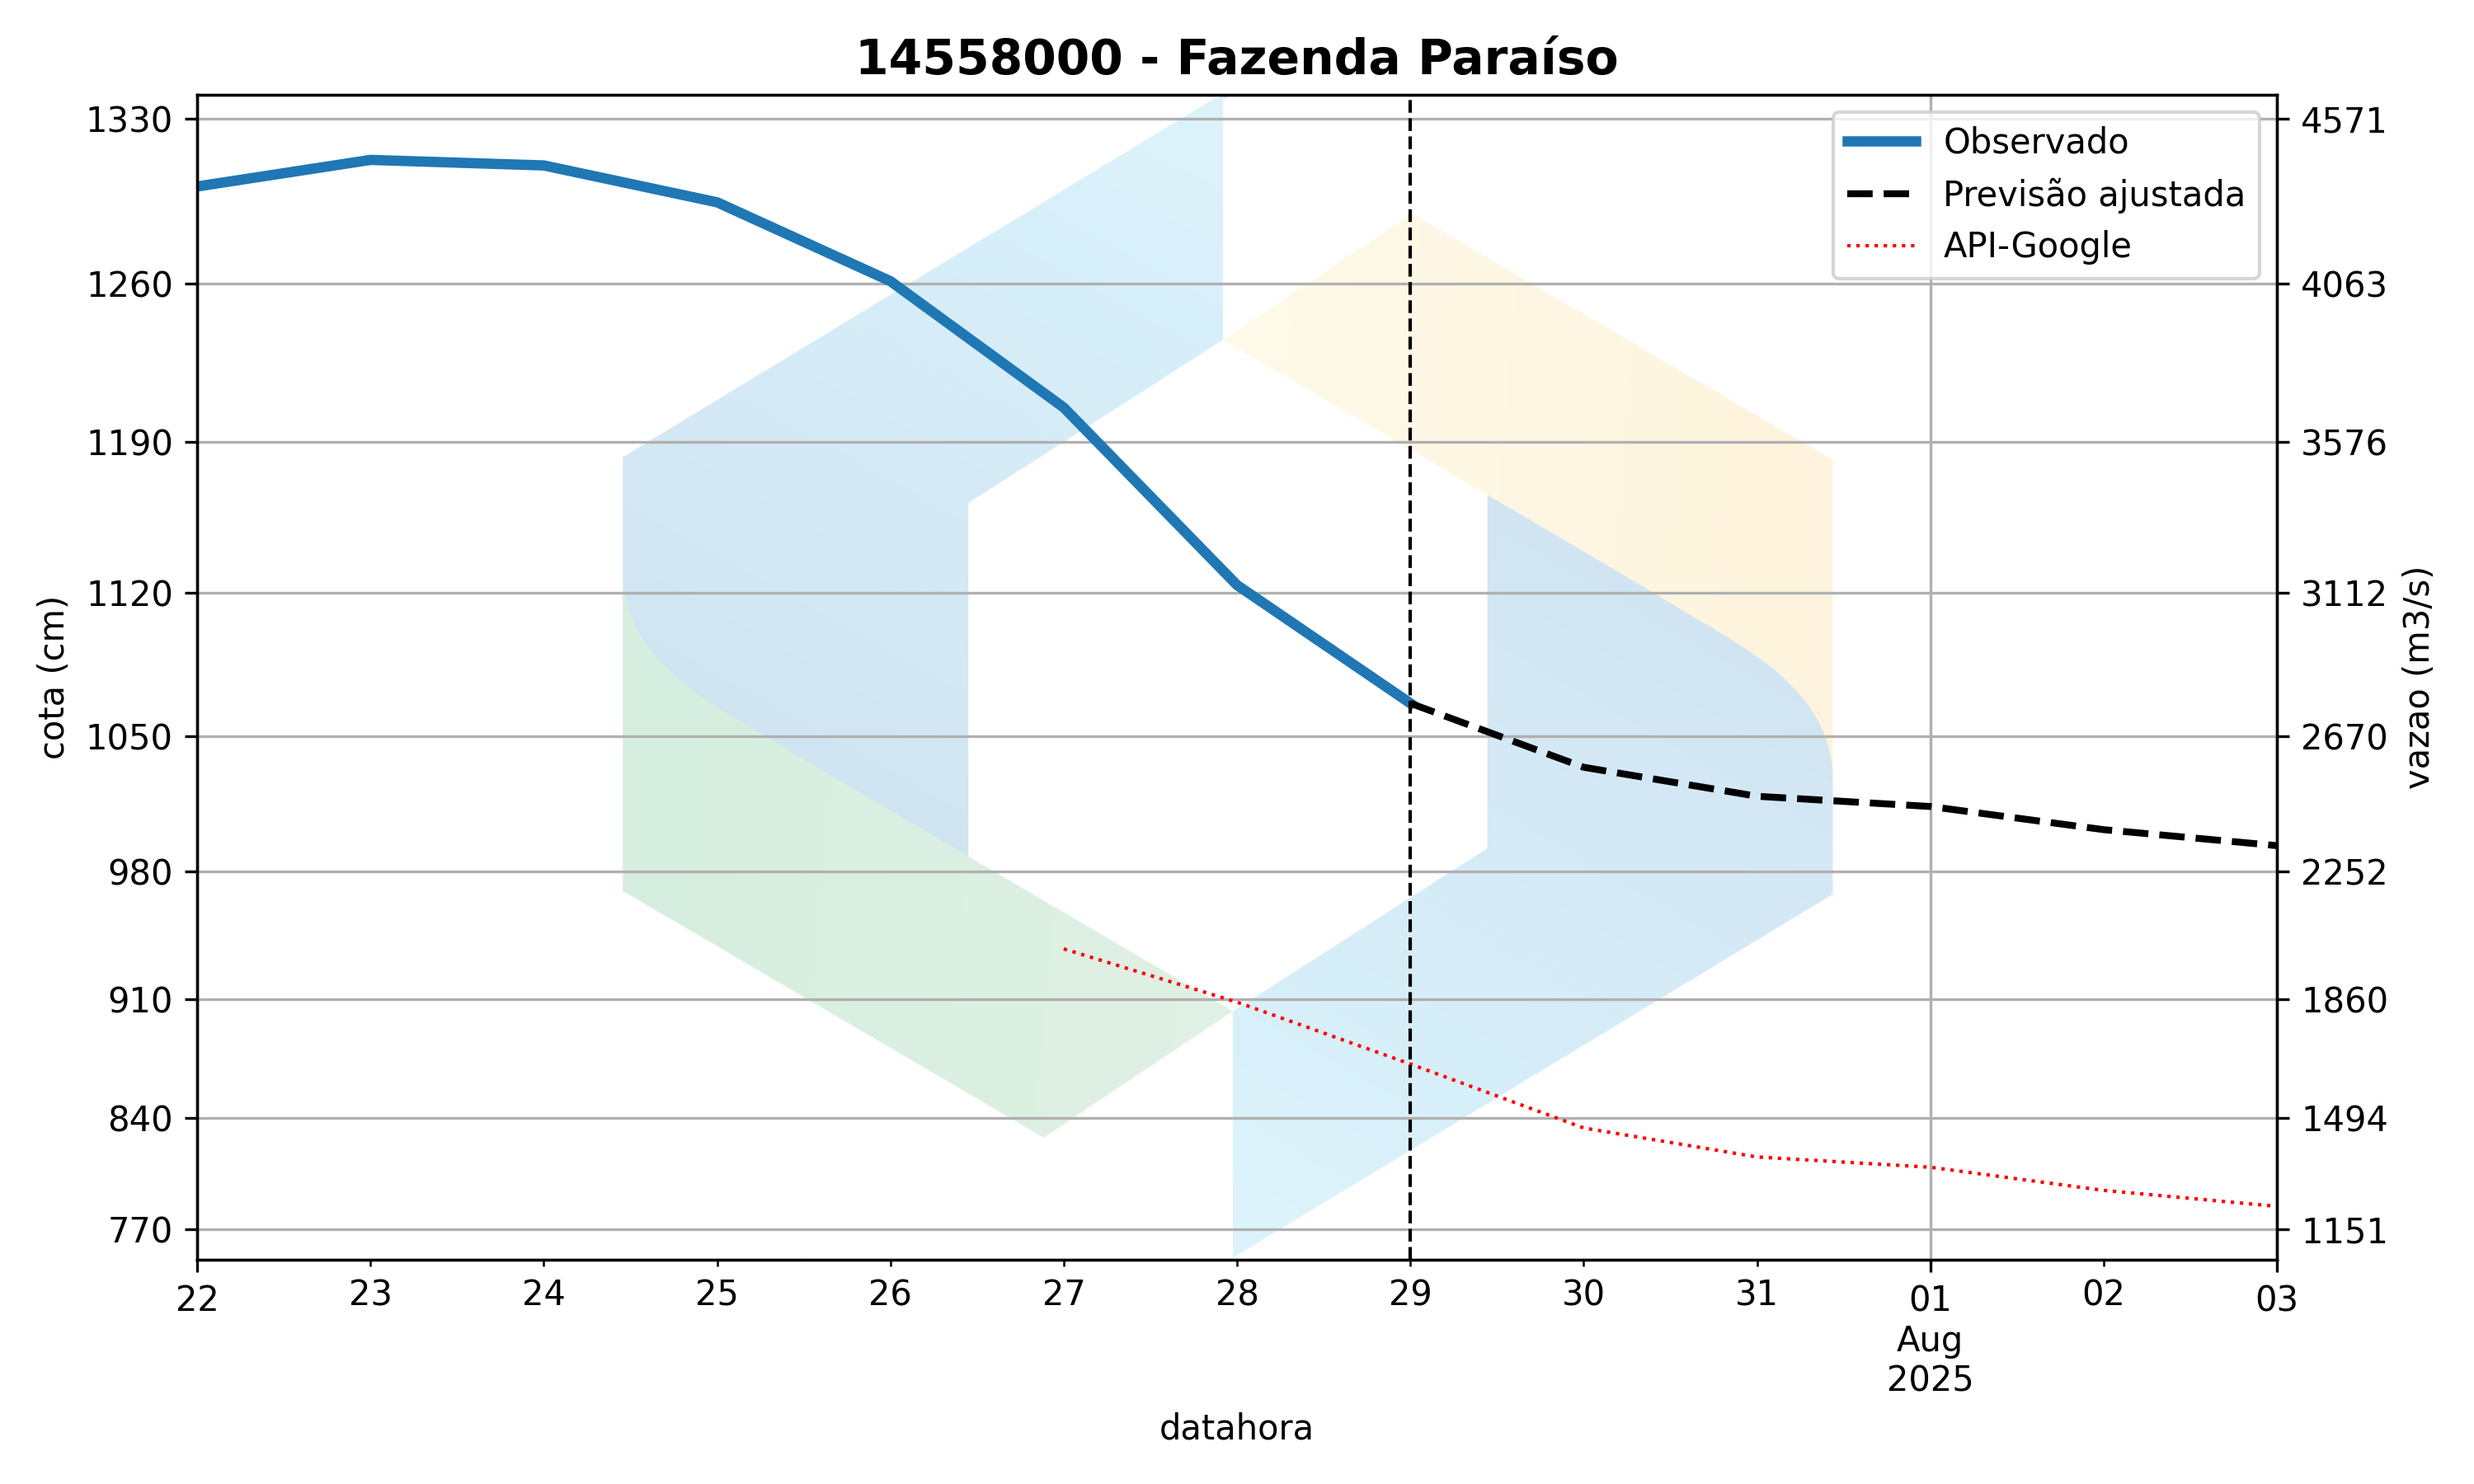 14558000 - Fazenda Paraíso
Observado
Previsão ajustada
API-Google
cota (cm)
1330
1260
1190
1120
1050
980
910
840
770
4571
4063
3576
3112
2670
2252
1860
1494
1151
vazao (m3/s)
22 23 24 25 26 27 28 29 30 31 01 02 03
Aug
2025
datahora